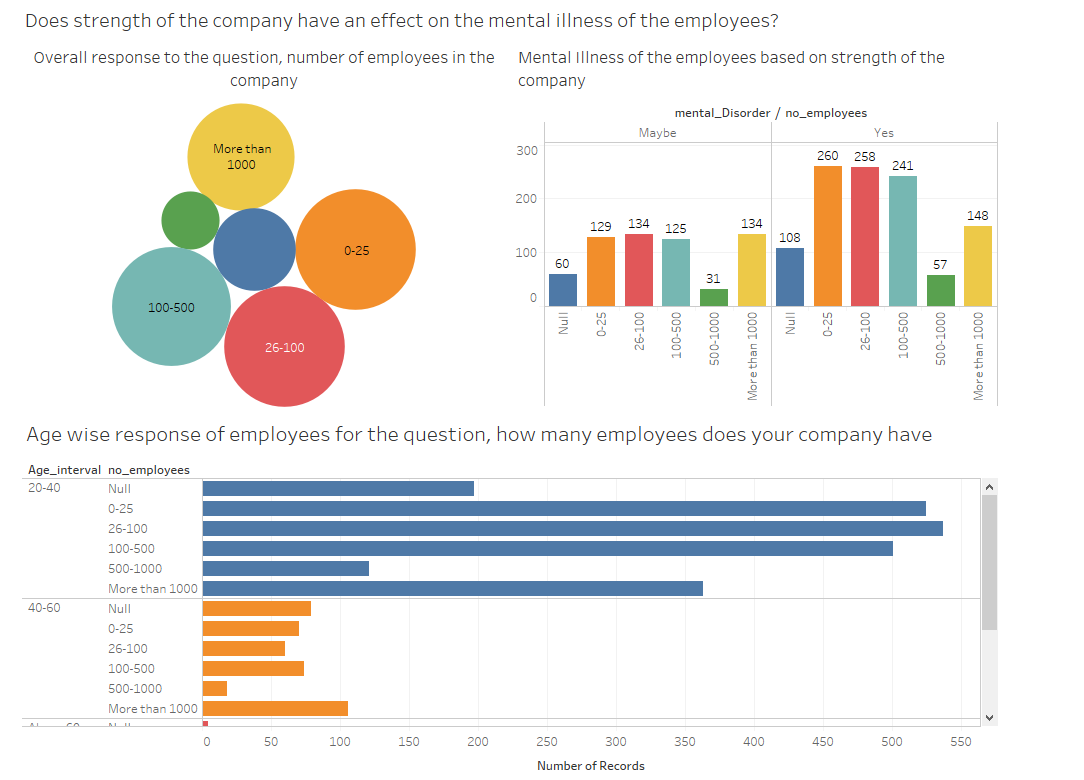 Does strength of the company have an effect on the mental illness of the employees?
Overall response to the question, number of employees in the
company
More than
1000
0-25
100-500
26-100
Mental Illness of the employees based on strength of the
company
mental_Disorder / no_employees
Maybe
Yes
300
200
100
0
60
129
134
125
31
134
108
260
258
241
57
148
Null
0-25
26-100
100-500
500-1000
More than 1000
Null
0-25
26-100
100-500
500-1000
More than 1000
Age wise response of employees for the question, how many employees does your company have
Age_interval no_employees
20-40 Null
0-25
26-100
100-500
500-1000
More than 1000
40-60 Null
0-25
26-100
100-500
500-1000
More than 1000
0 50 100 150 200 250 300 350 400 450 500 550
Number of Records